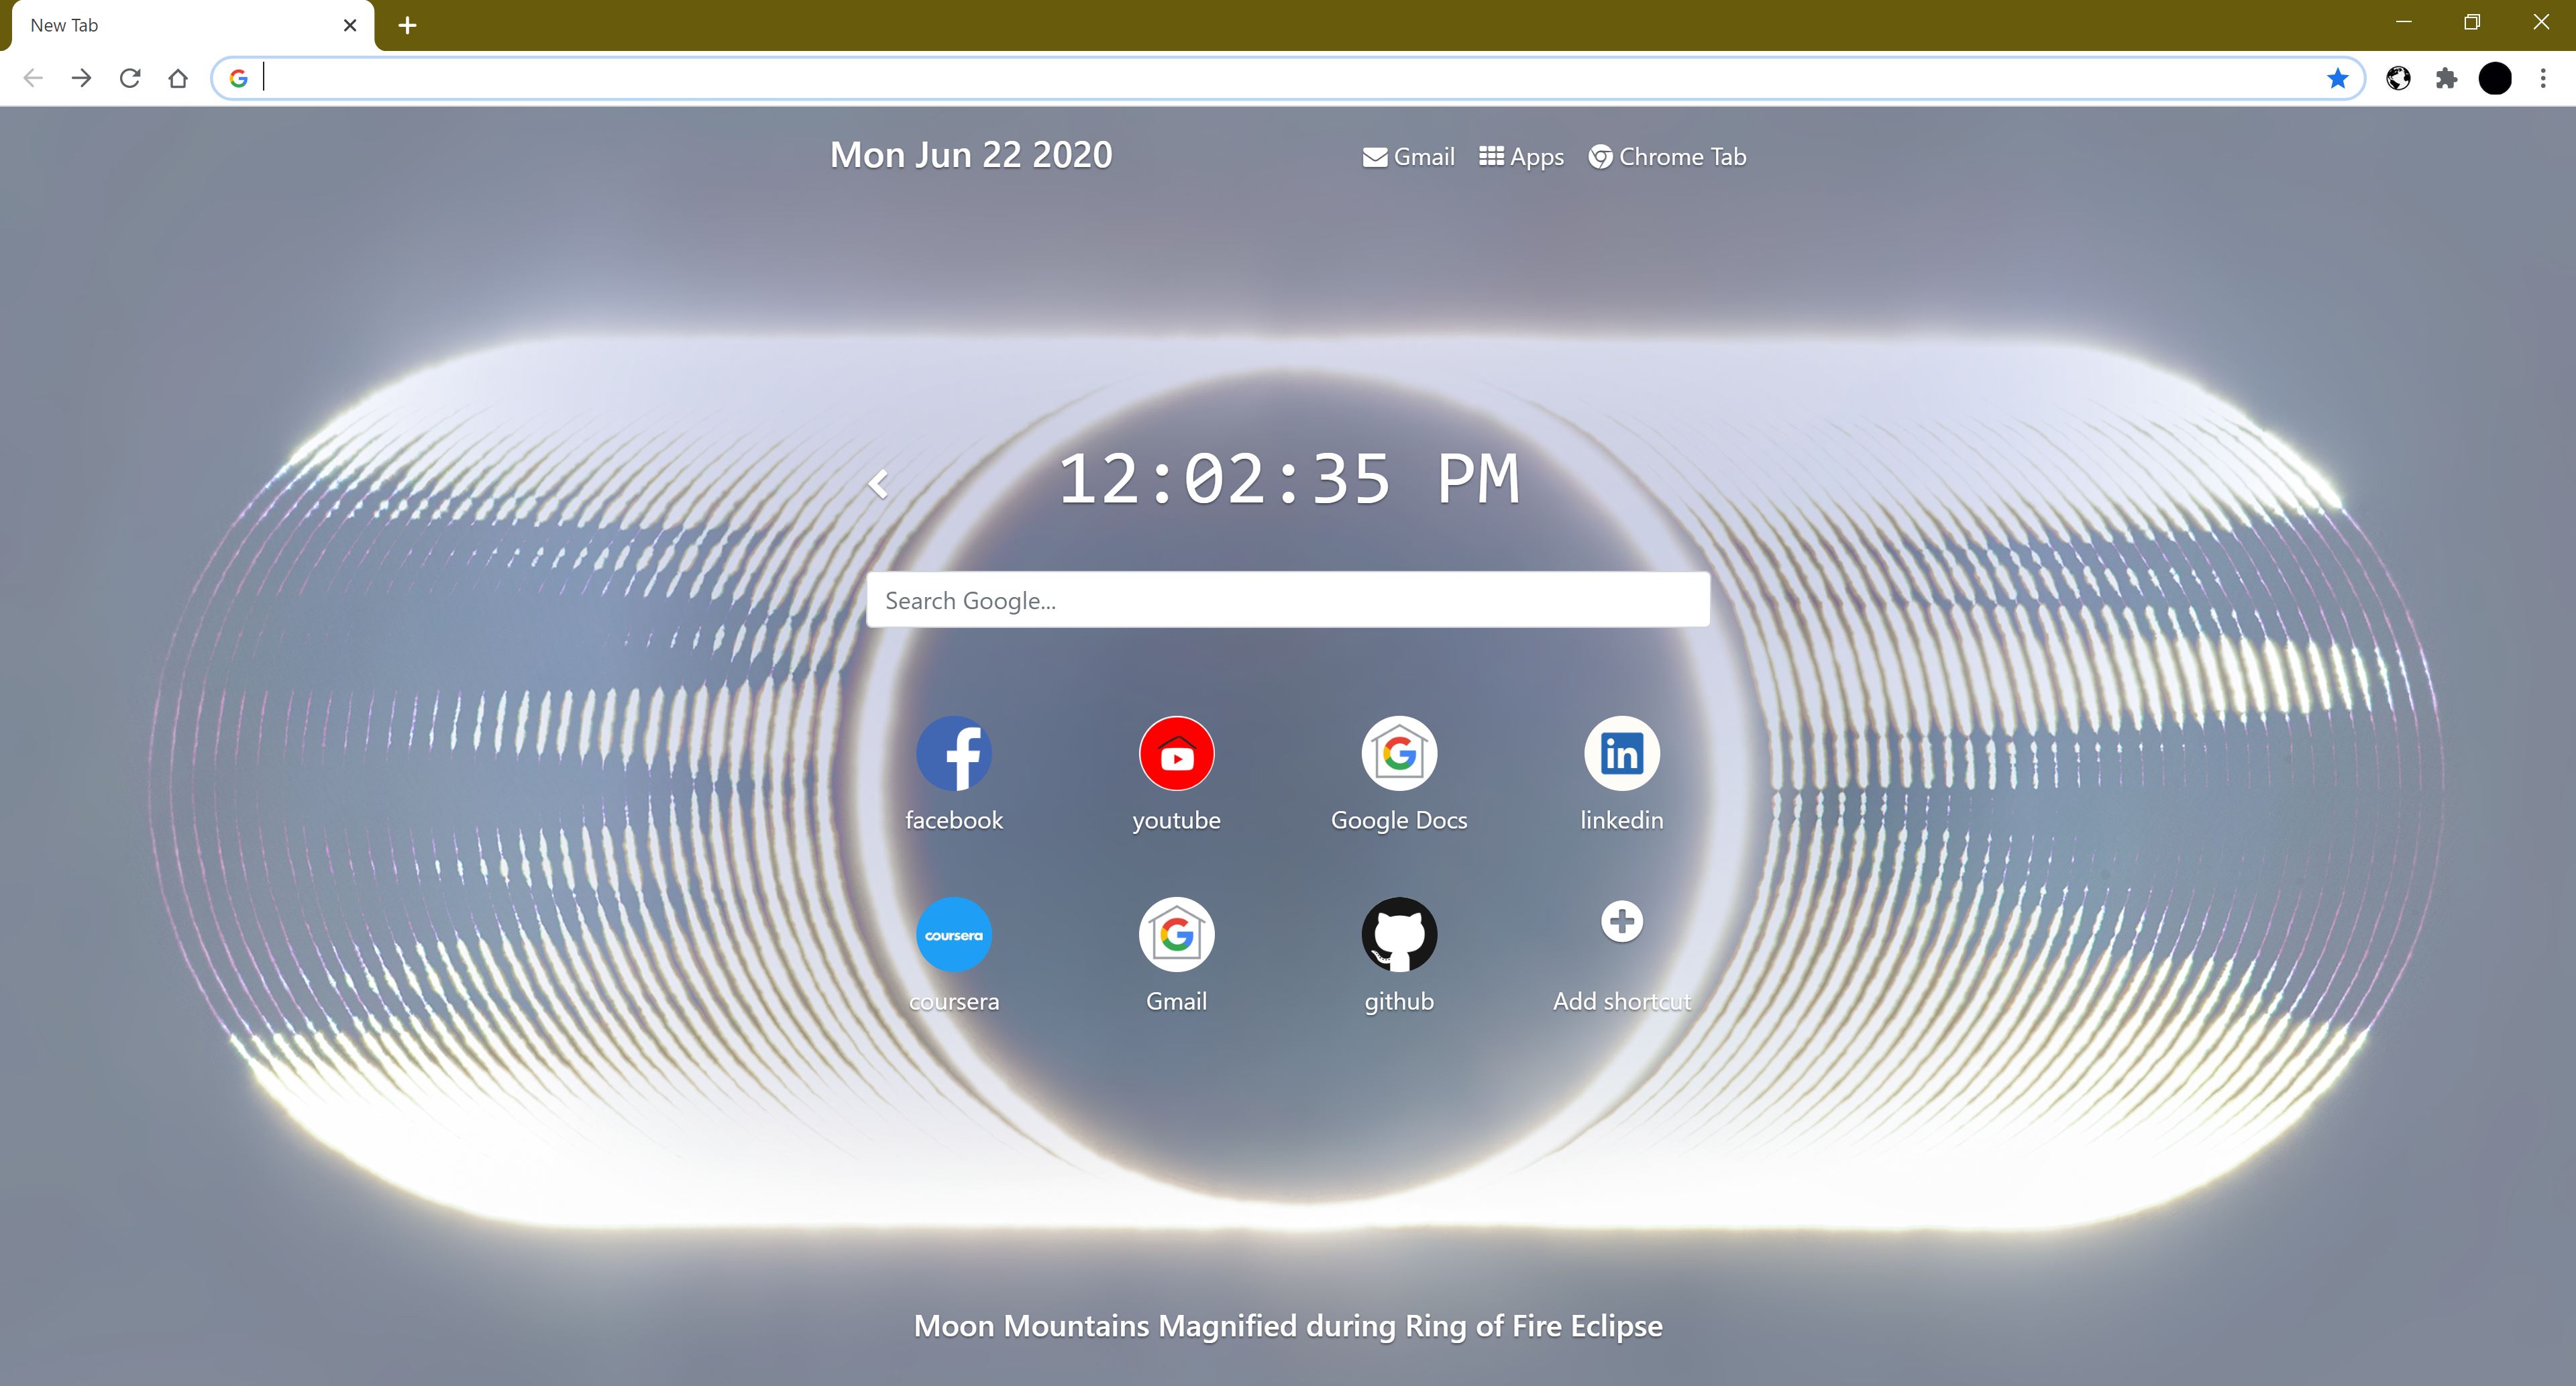 New Tab
Mon Jun 22 2020
Gmail Apps Chrome Tab
12:02:35 PM
Search Google...
facebook youtube Google Docs linkedin
coursera
coursera Gmail github Add shortcut
Moon Mountains Magnified during Ring of Fire Eclipse